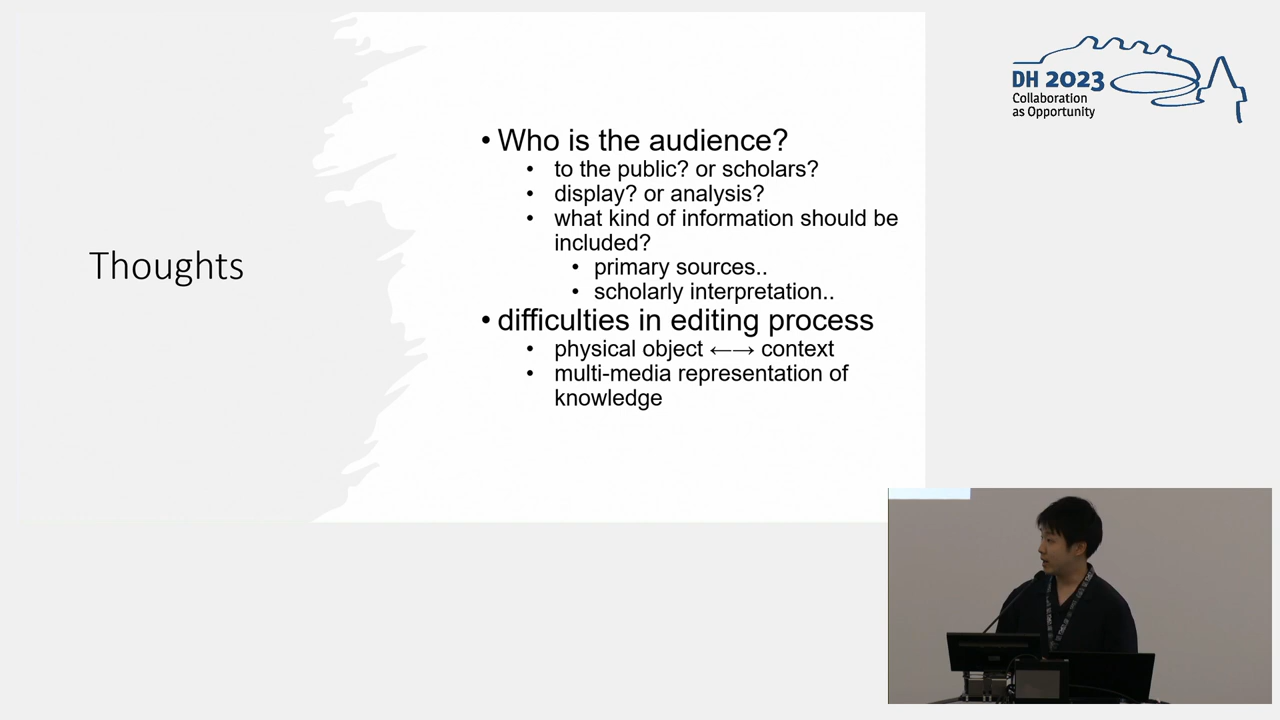 Thoughts
• Who is the audience?
• to the public? or scholars?
• display? or analysis?
• what kind of information should be
included?
• primary sources..
• scholarly interpretation..
• difficulties in editing process
• physical object ←→ context
• multi-media representation of
knowledge
DH 2023
Collaboration
as Opportunity